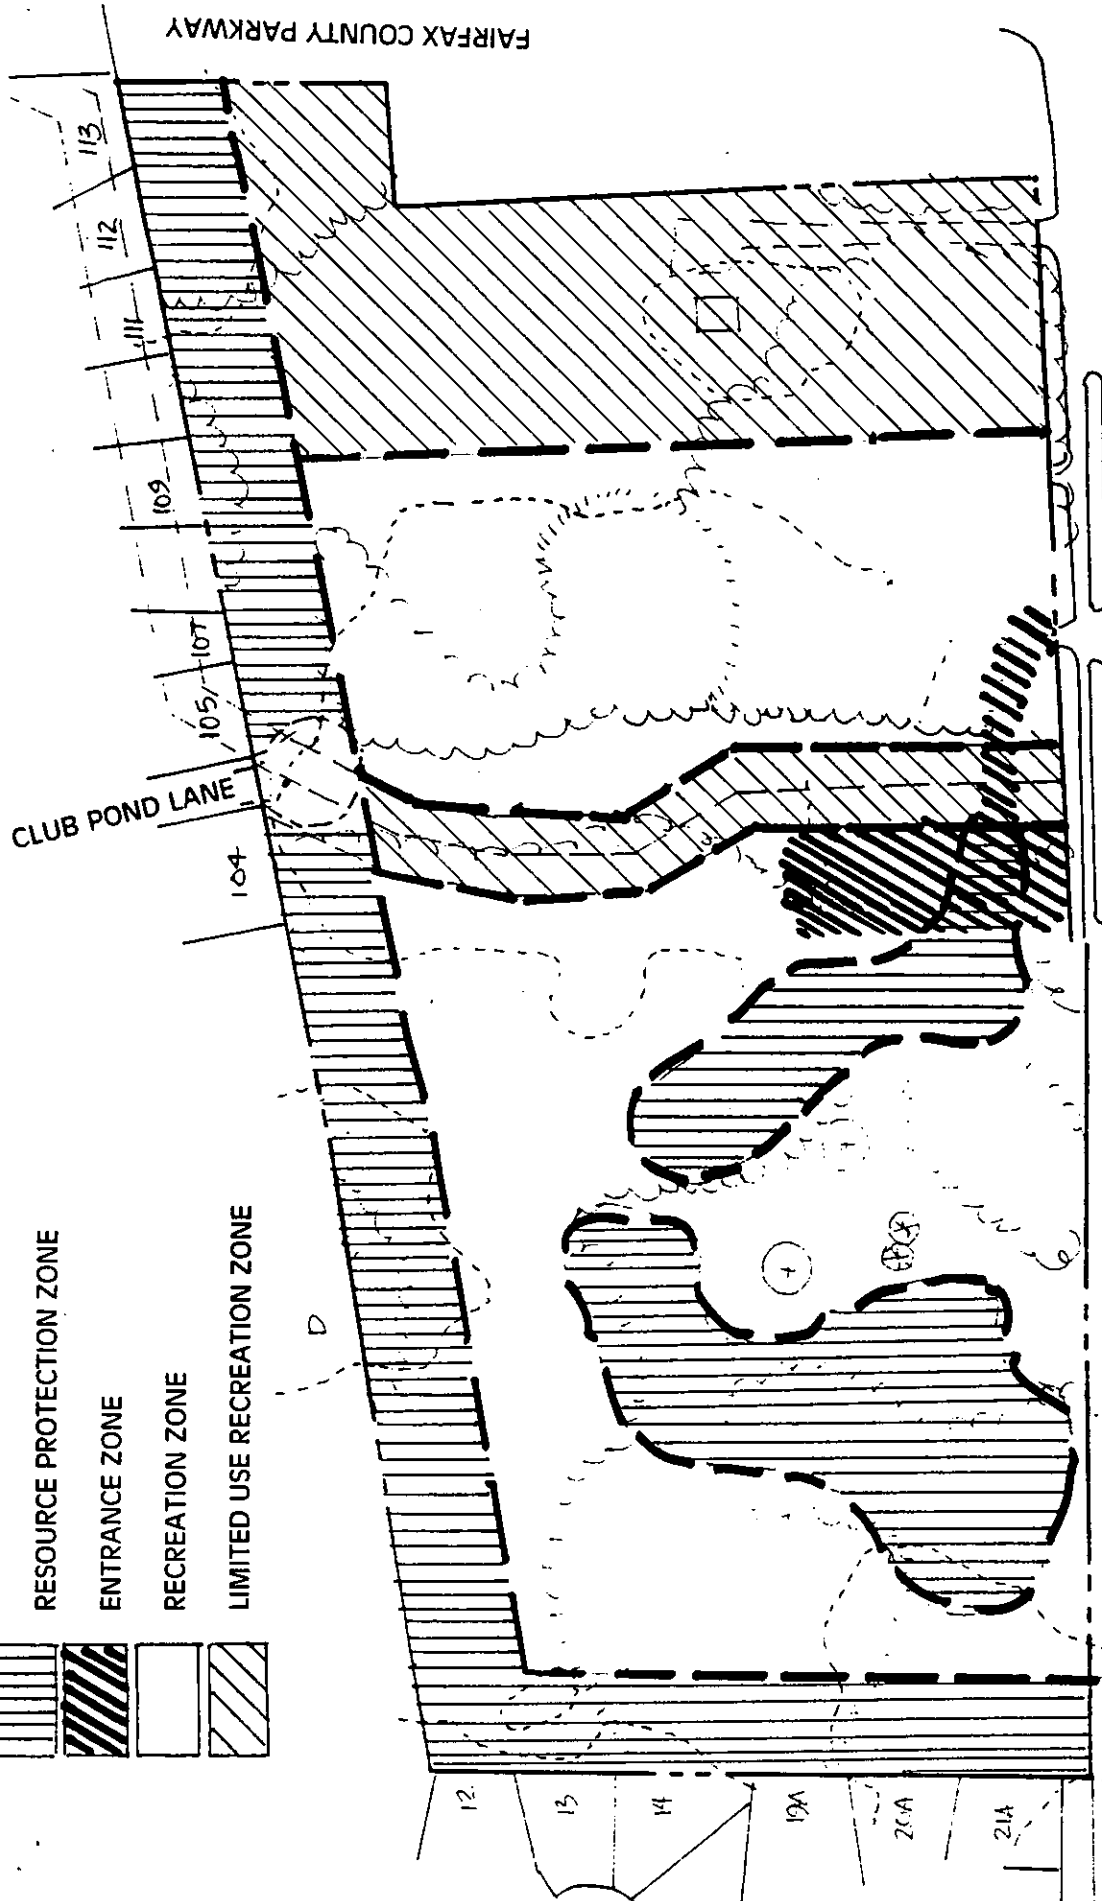 FAIRFAX COUNTY PARKWAY
113
112
111
109
107
105
CLUB POND LANE
104
D
RESOURCE PROTECTION ZONE
ENTRANCE ZONE
RECREATION ZONE
LIMITED USE RECREATION ZONE
12
13
14
19A
20A
21A